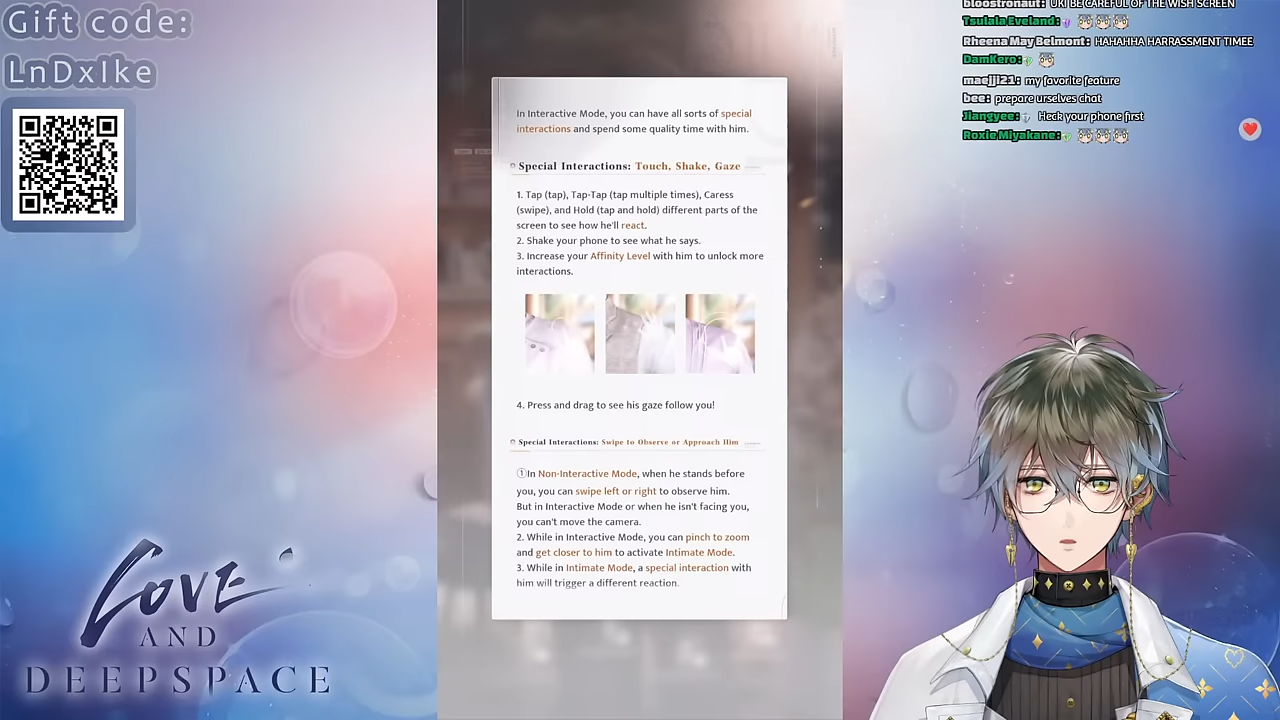 Gift code:
LnDxIke
LOVE
AND
DEEPSPACE
In Interactive Mode, you can have all sorts of special
interactions and spend some quality time with him.
Special Interactions: Touch, Shake, Gaze
1. Tap (tap), Tap-Tap (tap multiple times), Caress
(swipe), and Hold (tap and hold) different parts of the
screen to see how he'll react.
2. Shake your phone to see what he says.
3. Increase your Affinity Level with him to unlock more
interactions.
4. Press and drag to see his gaze follow you!
Special Interactions: Swipe to Observe or Approach Him
①In Non-Interactive Mode, when he stands before
you, you can swipe left or right to observe him.
But in Interactive Mode or when he isn't facing you,
you can't move the camera.
2. While in Interactive Mode, you can pinch to zoom
and get closer to him to activate Intimate Mode.
3. While in Intimate Mode, a special interaction with
him will trigger a different reaction.
bloostronaut: UKI BE CAREFUL OF THE WISH SCREEN
Tsulala Eveland:
Rheena May Belmont: HAHAHHA HARRASSMENT TIMEE
DamKero:
maejji21: my favorite feature
bee: prepare urselves chat
Jiangyee: Heck your phone first
Roxie Miyakane: